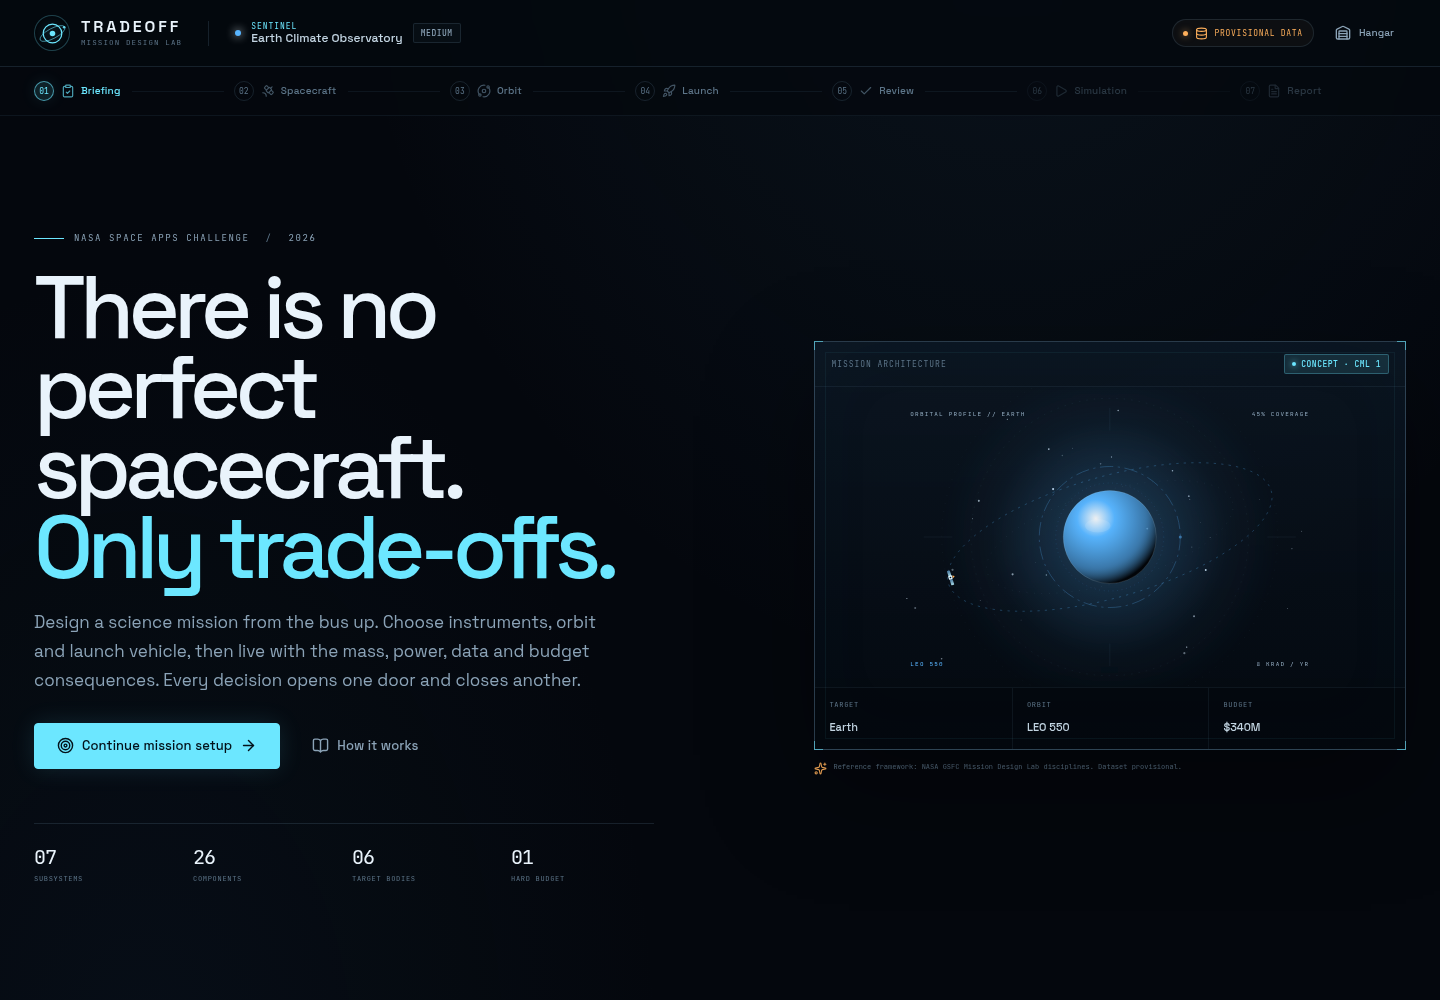 TRADEOFF
MISSION DESIGN LAB
SENTINEL
Earth Climate Observatory
MEDIUM
PROVISIONAL DATA
Hangar
01 Briefing
02 Spacecraft
03 Orbit
04 Launch
05 Review
06 Simulation
07 Report
NASA SPACE APPS CHALLENGE / 2026
There is no
perfect
spacecraft.
Only trade-offs.
Design a science mission from the bus up. Choose instruments, orbit
and launch vehicle, then live with the mass, power, data and budget
consequences. Every decision opens one door and closes another.
Continue mission setup
How it works
07
SUBSYSTEMS
26
COMPONENTS
06
TARGET BODIES
01
HARD BUDGET
MISSION ARCHITECTURE
CONCEPT · CML 1
ORBITAL PROFILE // EARTH
45% COVERAGE
LEO 550
8 KRAD / YR
TARGET
Earth
ORBIT
LEO 550
BUDGET
$340M
Reference framework: NASA GSFC Mission Design Lab disciplines. Dataset provisional.